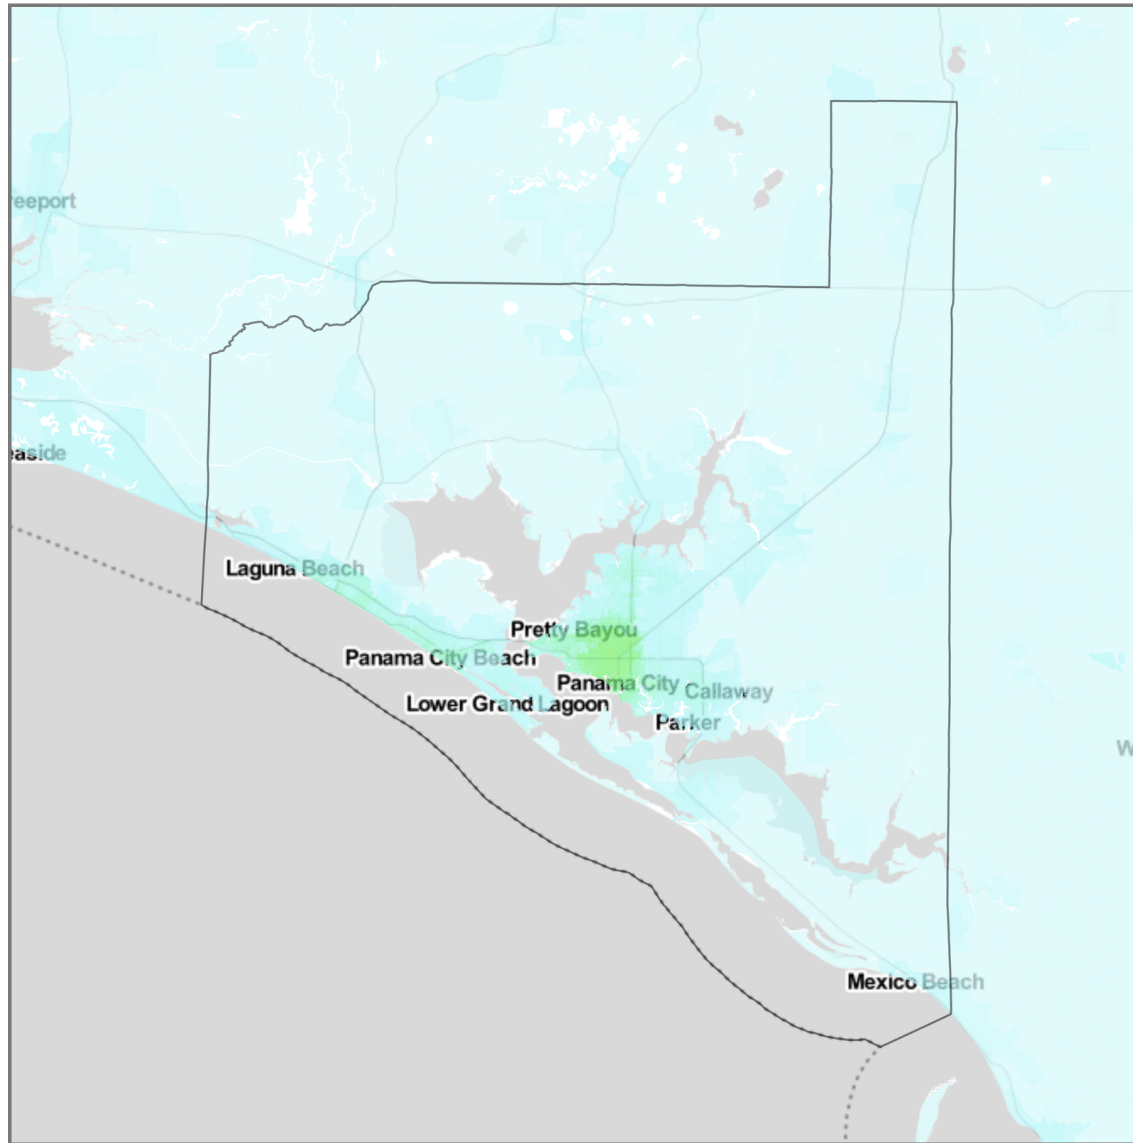 reeport
easide
Laguna Beach
Pretty Bayou
Panama City Beach
Panama City
Callaway
Lower Grand Lagoon
Parker
W
Mexico Beach